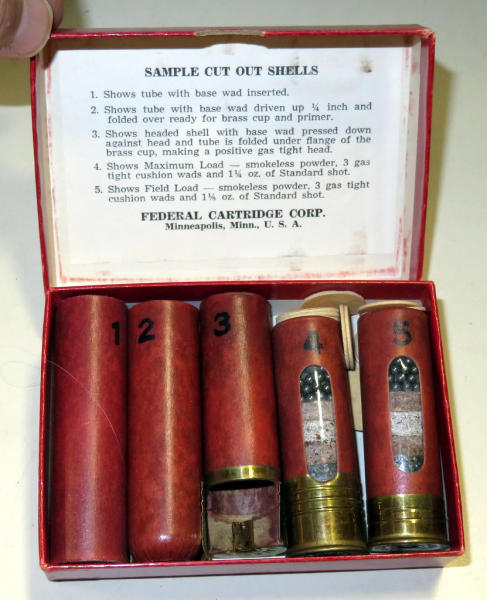 SAMPLE CUT OUT SHELLS
1. Shows tube with base wad inserted.
2. Shows tube with base wad driven up ¼ inch and
folded over ready for brass cup and primer.
3. Shows headed shell with base wad pressed down
against head and tube is folded under flange of the
brass cup, making a positive gas tight head.
4. Shows Maximum Load — smokeless powder, 3 gas
tight cushion wads and 1¼ oz. of Standard shot.
5. Shows Field Load — smokeless powder, 3 gas tight
cushion wads and 1⅛ oz. of Standard shot.
FEDERAL CARTRIDGE CORP.
Minneapolis, Minn., U. S. A.
1 2 3 4 5